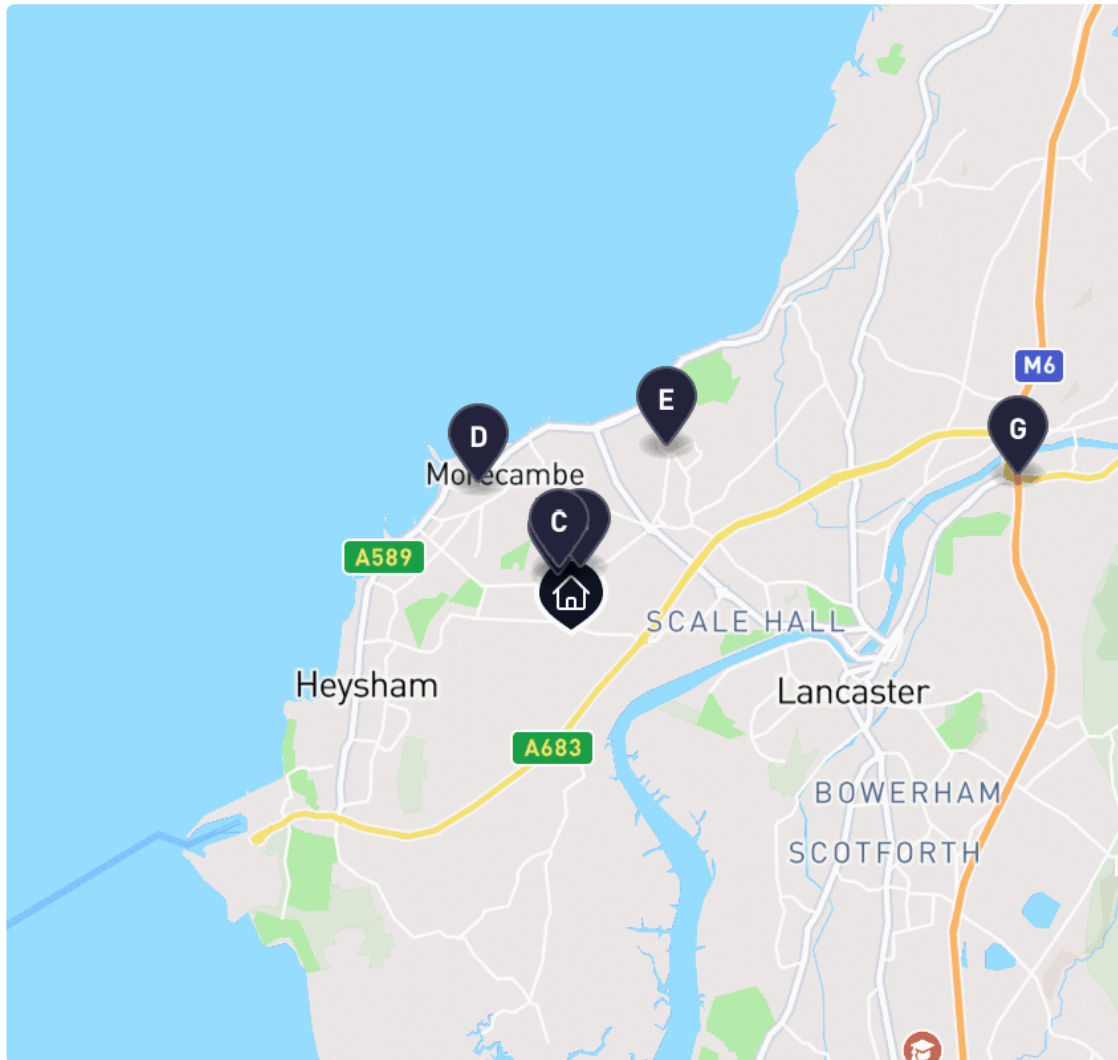 M6
E
G
D
Morecambe
C
A589
SCALE HALL
Heysham
Lancaster
A683
BOWERHAM
SCOTFORTH